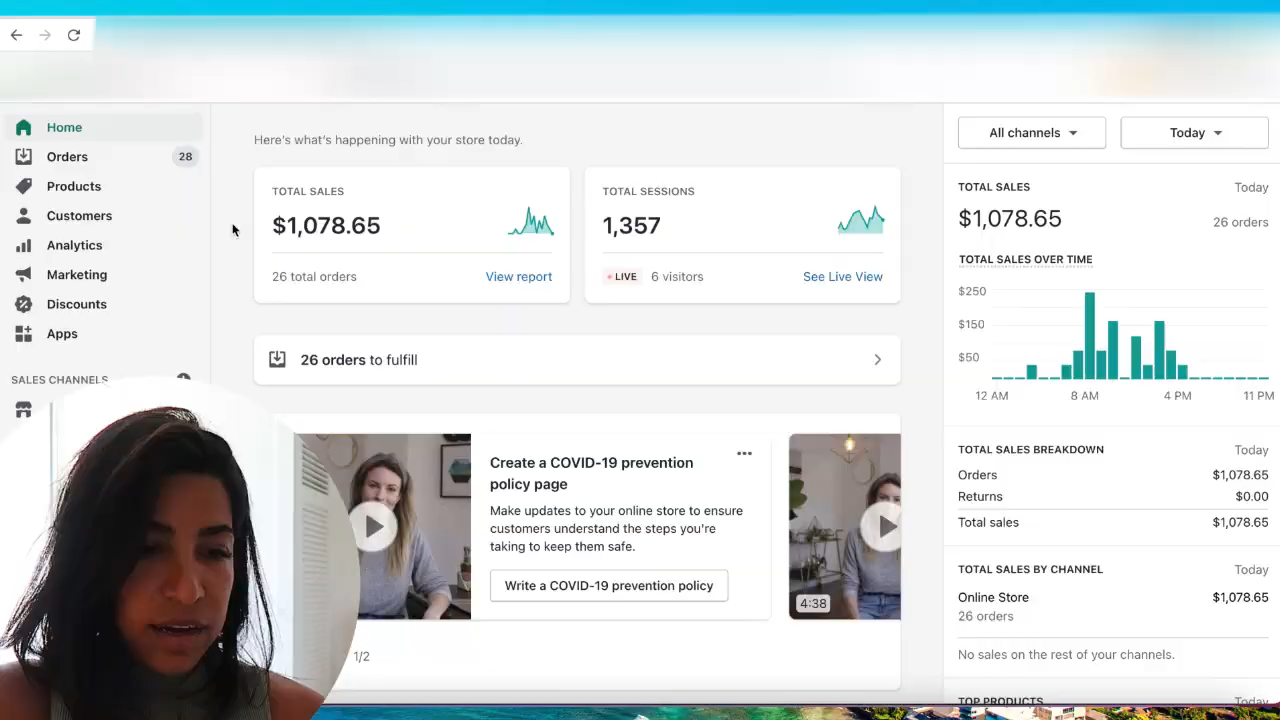 Home
Orders
28
Products
Customers
Analytics
Marketing
Discounts
Apps
SALES CHANNELS
Here's what's happening with your store today.
TOTAL SALES
$1,078.65
26 total orders
View report
TOTAL SESSIONS
1,357
LIVE
6 visitors
See Live View
26 orders to fulfill
Create a COVID-19 prevention
policy page
Make updates to your online store to ensure
customers understand the steps you're
taking to keep them safe.
Write a COVID-19 prevention policy
4:38
1/2
All channels
Today
TOTAL SALES
Today
$1,078.65
26 orders
TOTAL SALES OVER TIME
$250
$150
$50
12 AM
8 AM
4 PM
11 PM
TOTAL SALES BREAKDOWN
Today
Orders
$1,078.65
Returns
$0.00
Total sales
$1,078.65
TOTAL SALES BY CHANNEL
Today
Online Store
$1,078.65
26 orders
No sales on the rest of your channels.
TOP PRODUCTS
Today